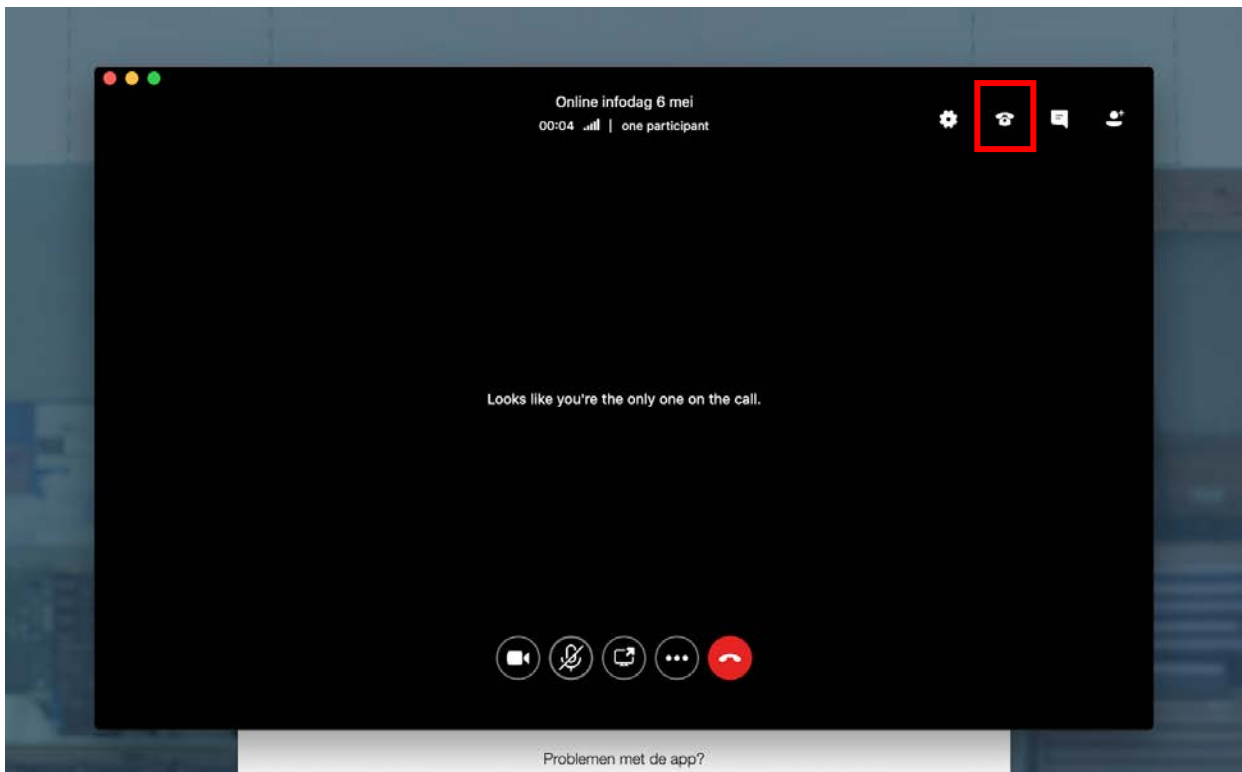 Online infodag 6 mei
00:04 | one participant
Looks like you're the only one on the call.
Problemen met de app?